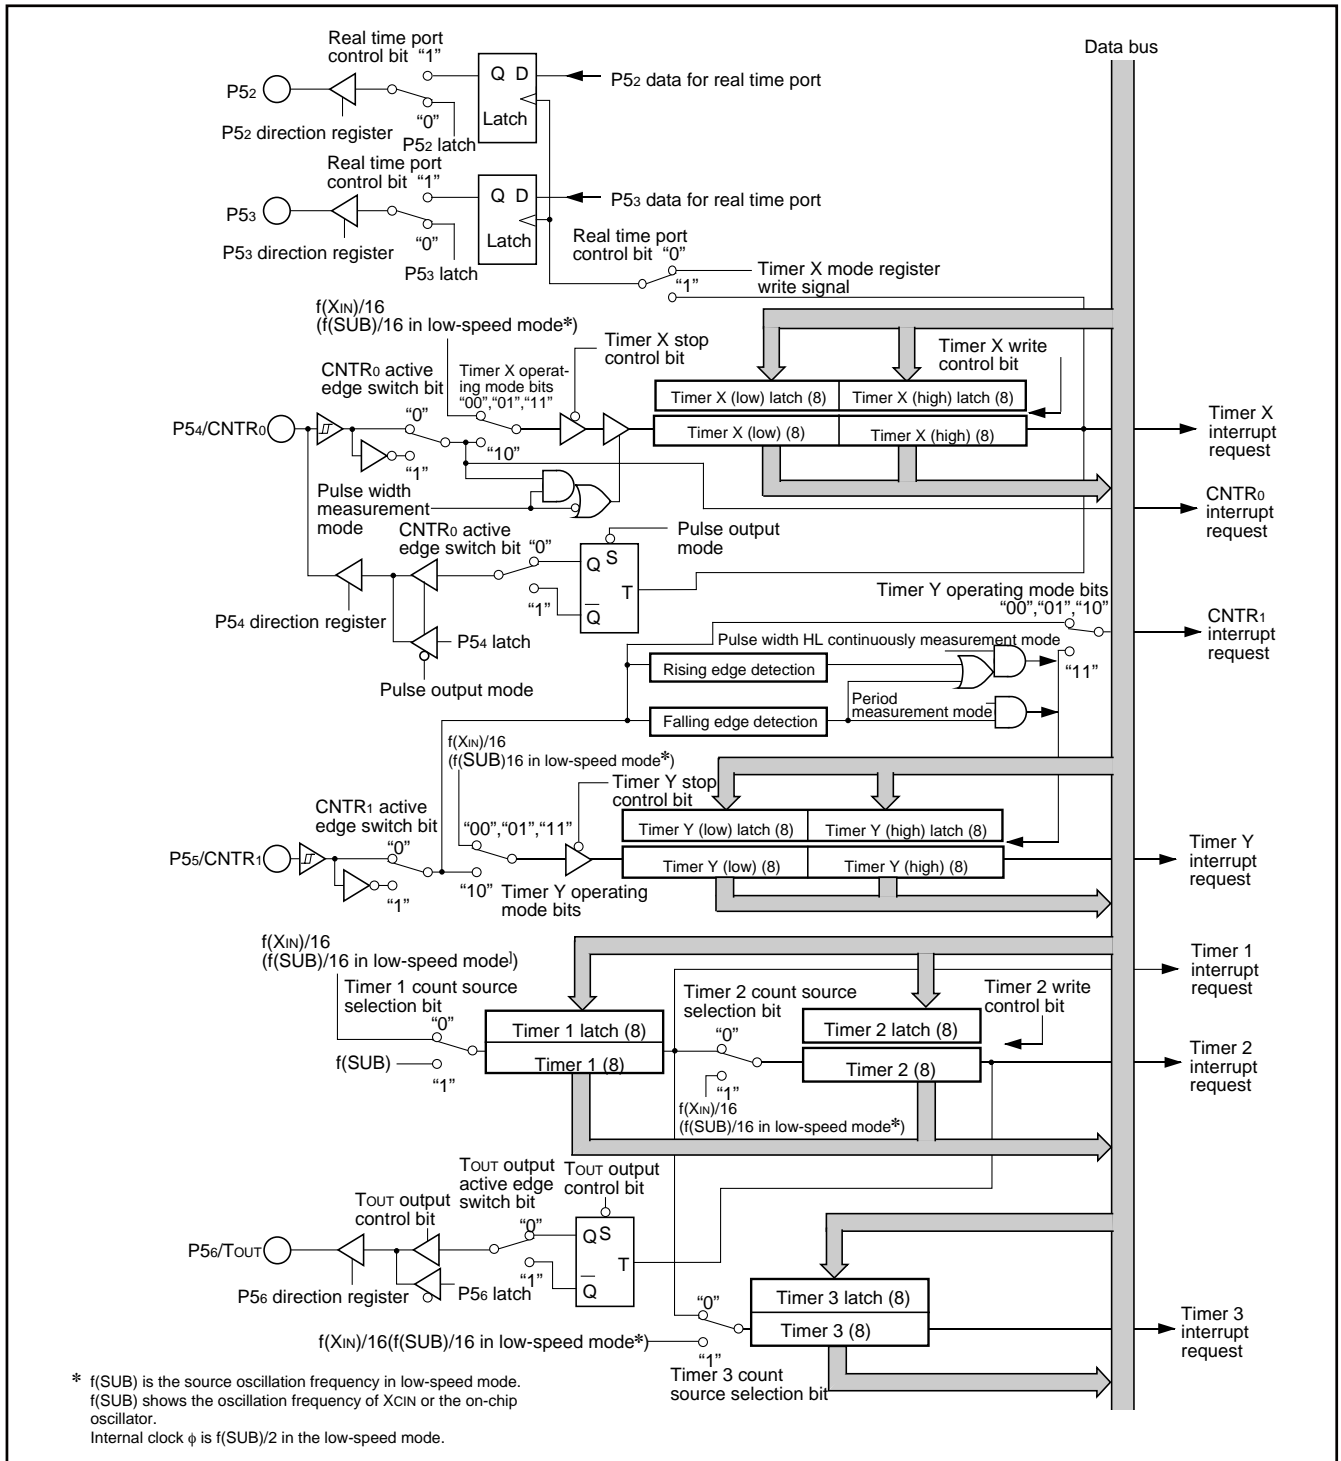 Data bus
Real time port
control bit “1”
Q D
Latch
P52 data for real time port
P52
“0”
P52 direction register
P52 latch
Real time port
control bit “1”
Q D
Latch
P53 data for real time port
P53
“0”
P53 direction register
P53 latch
Real time port
control bit “0”
“1”
Timer X mode register
write signal
f(XIN)/16
(f(SUB)/16 in low-speed mode*)
Timer X stop
control bit
Timer X write
control bit
CNTR0 active
edge switch bit
Timer X operat-
ing mode bits
“00”,“01”,“11”
Timer X (low) latch (8)
Timer X (high) latch (8)
Timer X (low) (8)
Timer X (high) (8)
Timer X
interrupt
request
P54/CNTR0
“0”
“10”
“1”
Pulse width
measurement
mode
CNTR0
interrupt
request
CNTR0 active
edge switch bit
“0”
Q S
T
Q
“1”
Pulse output
mode
P54 direction register
P54 latch
Pulse output mode
Timer Y operating mode bits
“00”,“01”,“10”
CNTR1
interrupt
request
Pulse width HL continuously measurement mode
“11”
Rising edge detection
Period
measurement mode
Falling edge detection
f(XIN)/16
(f(SUB)16 in low-speed mode*)
Timer Y stop
control bit
CNTR1 active
edge switch bit
“00”,“01”,“11”
Timer Y (low) latch (8)
Timer Y (high) latch (8)
Timer Y (low) (8)
Timer Y (high) (8)
Timer Y
interrupt
request
P55/CNTR1
“0”
“1”
“10”
Timer Y operating
mode bits
f(XIN)/16
(f(SUB)/16 in low-speed mode])
Timer 1
interrupt
request
Timer 1 count source
selection bit
Timer 2 count source
selection bit
Timer 2 write
control bit
“0”
f(SUB)
“1”
Timer 1 latch (8)
Timer 1 (8)
“0”
“1”
f(XIN)/16
(f(SUB)/16 in low-speed mode*)
Timer 2 latch (8)
Timer 2 (8)
Timer 2
interrupt
request
TOUT output
active edge
switch bit
TOUT output
control bit
TOUT output
control bit
“0”
Q S
T
Q
“1”
P56/TOUT
P56 direction register
P56 latch
“0”
f(XIN)/16(f(SUB)/16 in low-speed mode*)
“1”
Timer 3 count
source selection bit
Timer 3 latch (8)
Timer 3 (8)
Timer 3
interrupt
request
* f(SUB) is the source oscillation frequency in low-speed mode.
f(SUB) shows the oscillation frequency of XCIN or the on-chip
oscillator.
Internal clock ϕ is f(SUB)/2 in the low-speed mode.